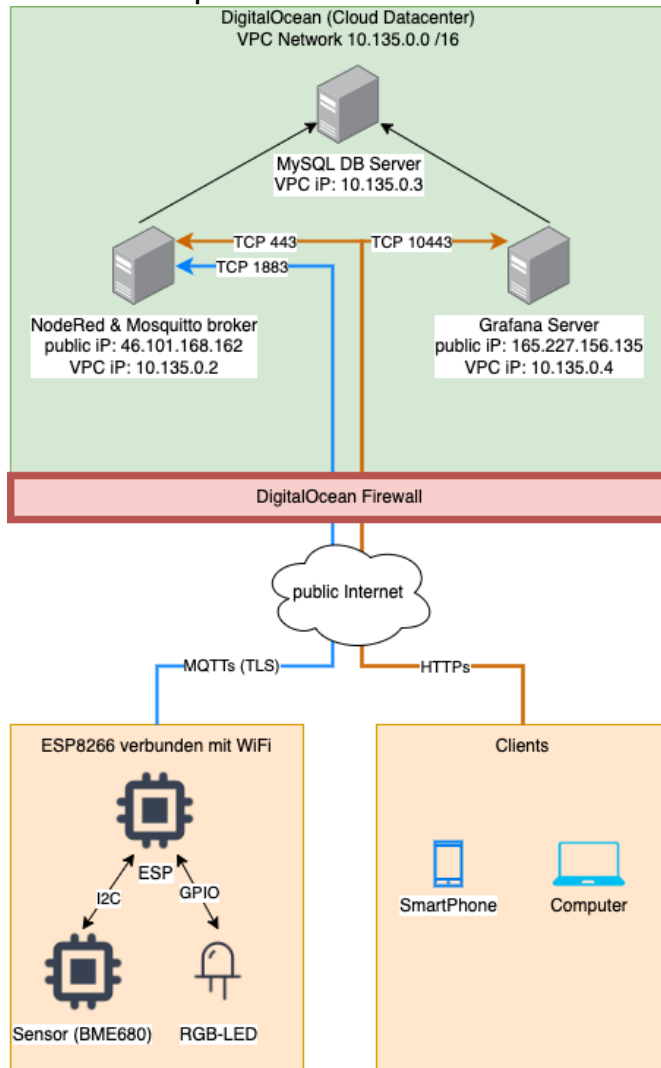 DigitalOcean (Cloud Datacenter)
VPC Network 10.135.0.0 /16
MySQL DB Server
VPC iP: 10.135.0.3
TCP 443
TCP 10443
TCP 1883
NodeRed & Mosquitto broker
public iP: 46.101.168.162
VPC iP: 10.135.0.2
Grafana Server
public iP: 165.227.156.135
VPC iP: 10.135.0.4
DigitalOcean Firewall
public Internet
MQTTs (TLS)
HTTPs
ESP8266 verbunden mit WiFi
ESP
I2C
GPIO
Sensor (BME680)
RGB-LED
Clients
SmartPhone
Computer